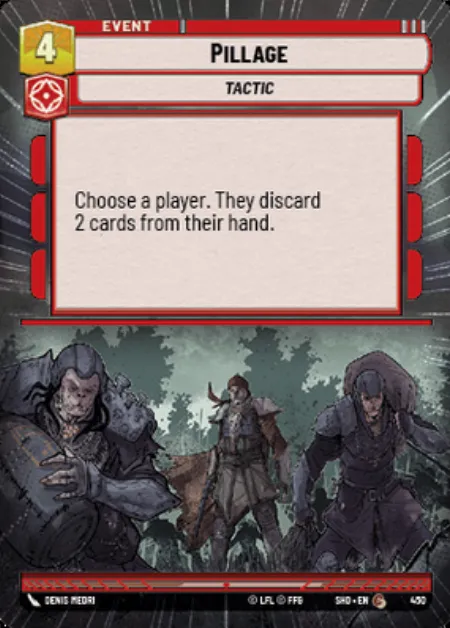 EVENT
4
PILLAGE
TACTIC
Choose a player. They discard
2 cards from their hand.
DENIS MEDRI
© LFL © FFG
SHD • EN
C
450